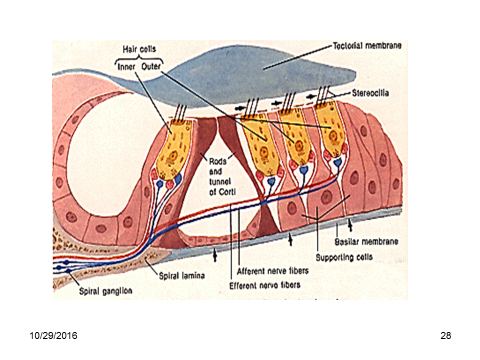 Hair cells
Inner Outer
Tectorial membrane
Stereocilia
Rods
and
tunnel
of Corti
Basilar membrane
Supporting cells
Afferent nerve fibers
Efferent nerve fibers
Spiral lamina
Spiral ganglion
10/29/2016
28